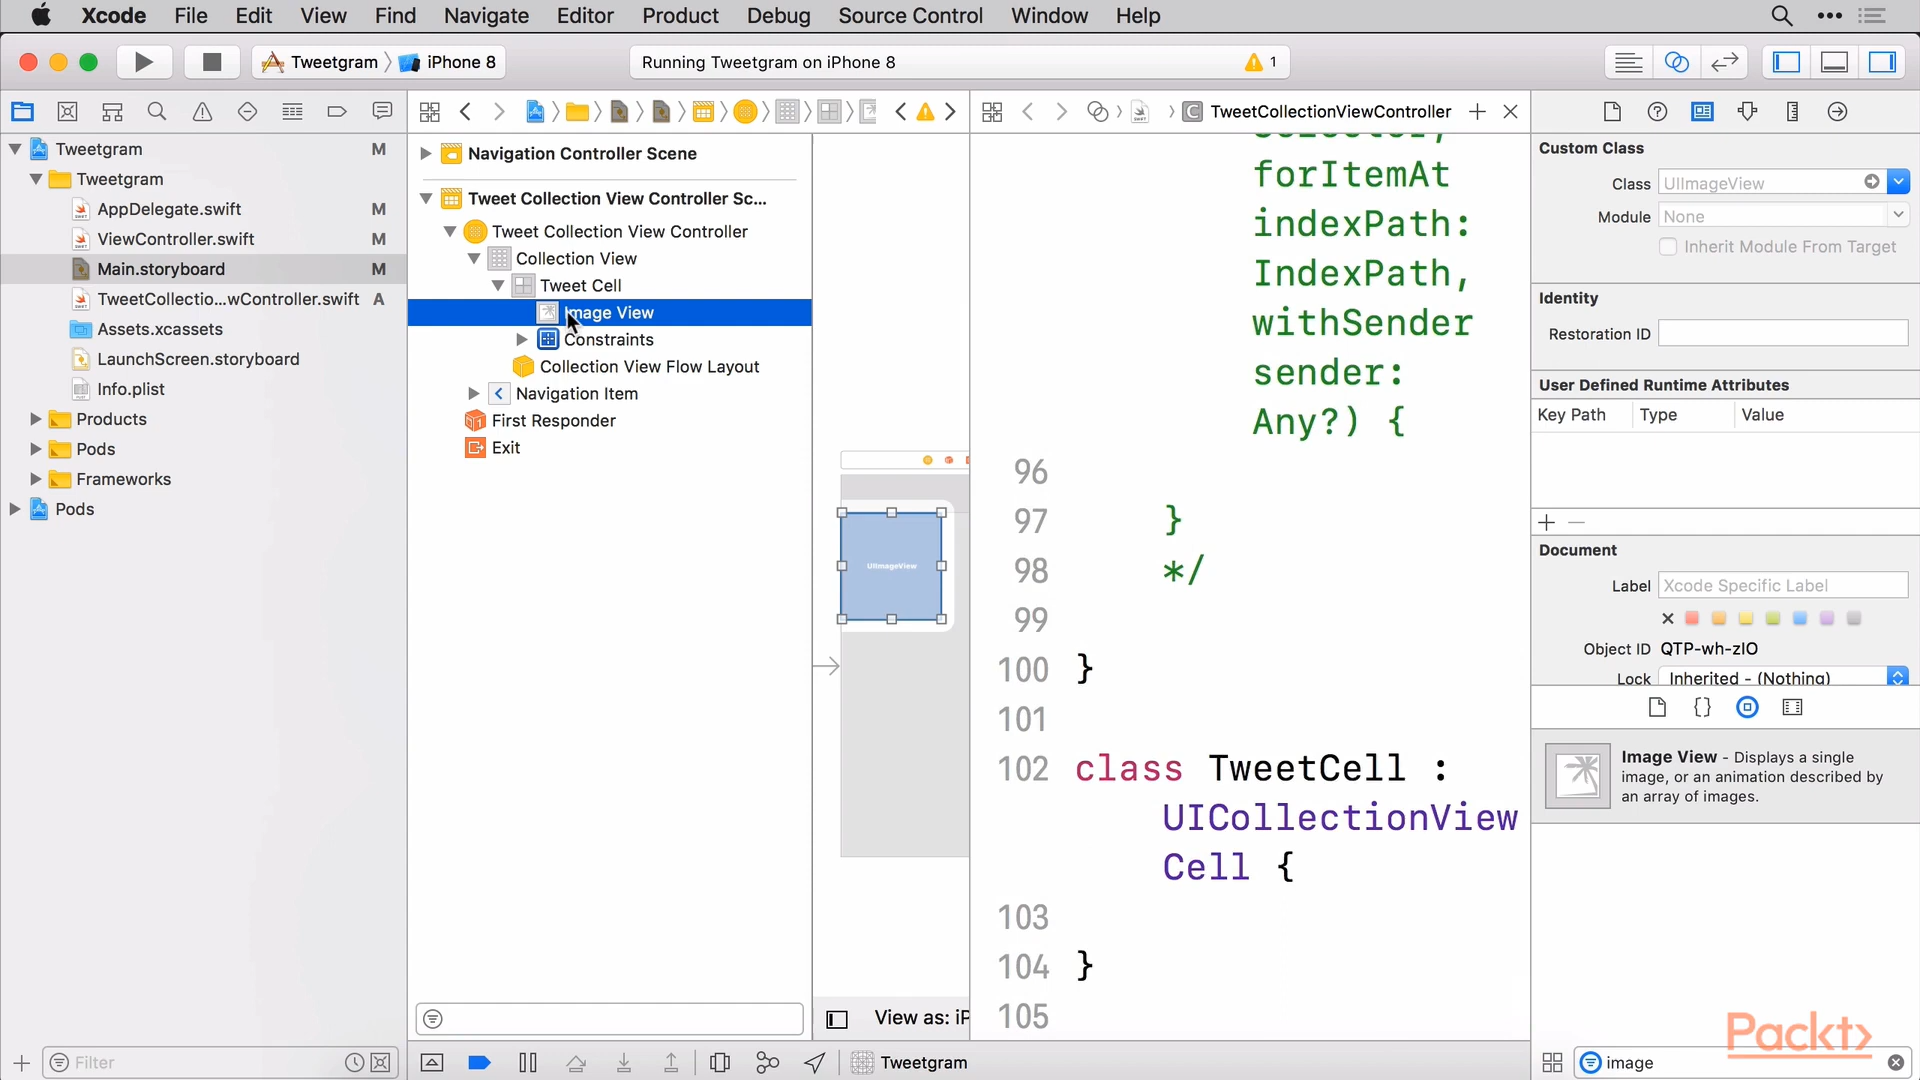 Xcode File Edit View Find Navigate Editor Product Debug Source Control Window Help
Tweetgram iPhone 8
Running Tweetgram on iPhone 8
1
TweetCollectionViewController
Tweetgram M
Tweetgram
AppDelegate.swift M
ViewController.swift M
Main.storyboard M
TweetCollectio...wController.swift A
Assets.xcassets
LaunchScreen.storyboard
Info.plist
Products
Pods
Frameworks
Pods
Filter
Navigation Controller Scene
Tweet Collection View Controller Sc...
Tweet Collection View Controller
Collection View
Tweet Cell
Image View
Constraints
Collection View Flow Layout
Navigation Item
First Responder
Exit
UIImageView
View as: iP
Tweetgram
forItemAt
indexPath:
IndexPath,
withSender
sender:
Any?) {
96
97 }
98 */
99
100 }
101
102 class TweetCell :
UICollectionView
Cell {
103
104 }
105
Custom Class
Class UIImageView
Module None
Inherit Module From Target
Identity
Restoration ID
User Defined Runtime Attributes
Key Path Type Value
Document
Label Xcode Specific Label
Object ID QTP-wh-zIO
Lock Inherited - (Nothing)
Image View - Displays a single
image, or an animation described by
an array of images.
Packt>
image